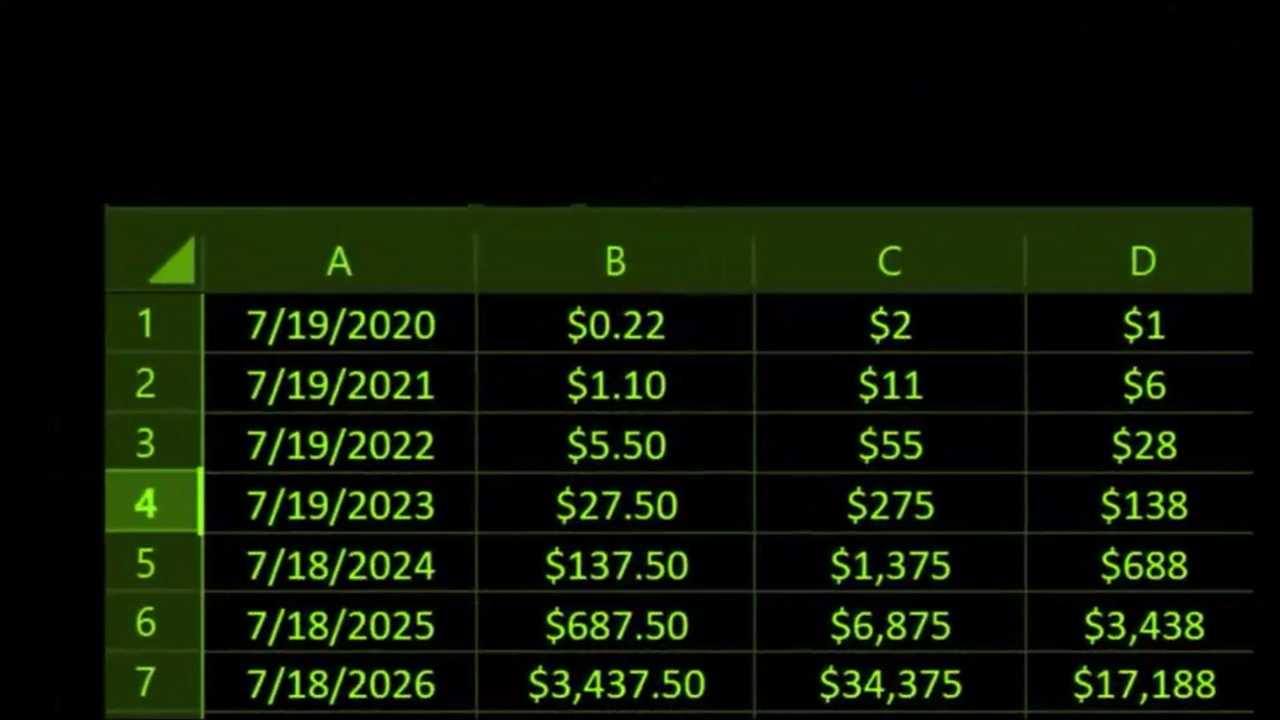 A B C D
1 7/19/2020 $0.22 $2 $1
2 7/19/2021 $1.10 $11 $6
3 7/19/2022 $5.50 $55 $28
4 7/19/2023 $27.50 $275 $138
5 7/18/2024 $137.50 $1,375 $688
6 7/18/2025 $687.50 $6,875 $3,438
7 7/18/2026 $3,437.50 $34,375 $17,188